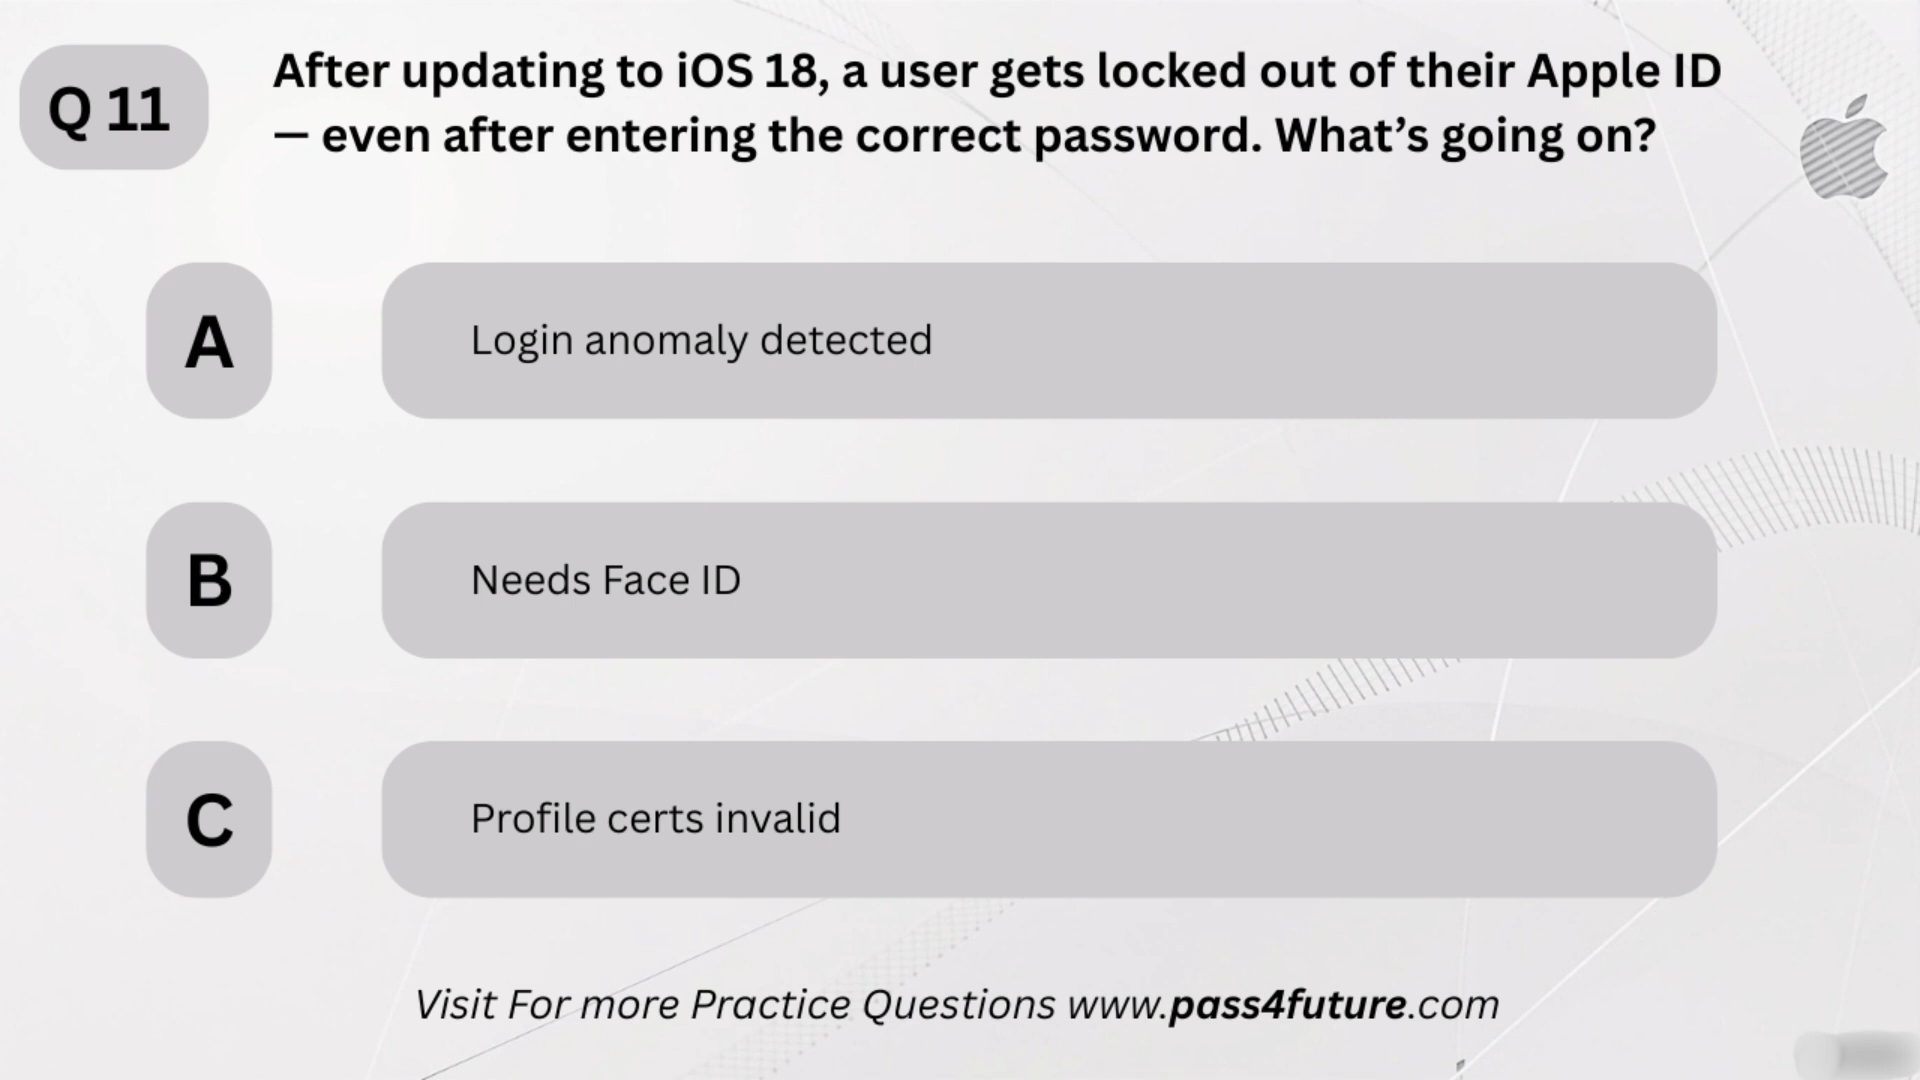 Q 11
After updating to iOS 18, a user gets locked out of their Apple ID
— even after entering the correct password. What’s going on?
A
Login anomaly detected
B
Needs Face ID
C
Profile certs invalid
Visit For more Practice Questions www.pass4future.com